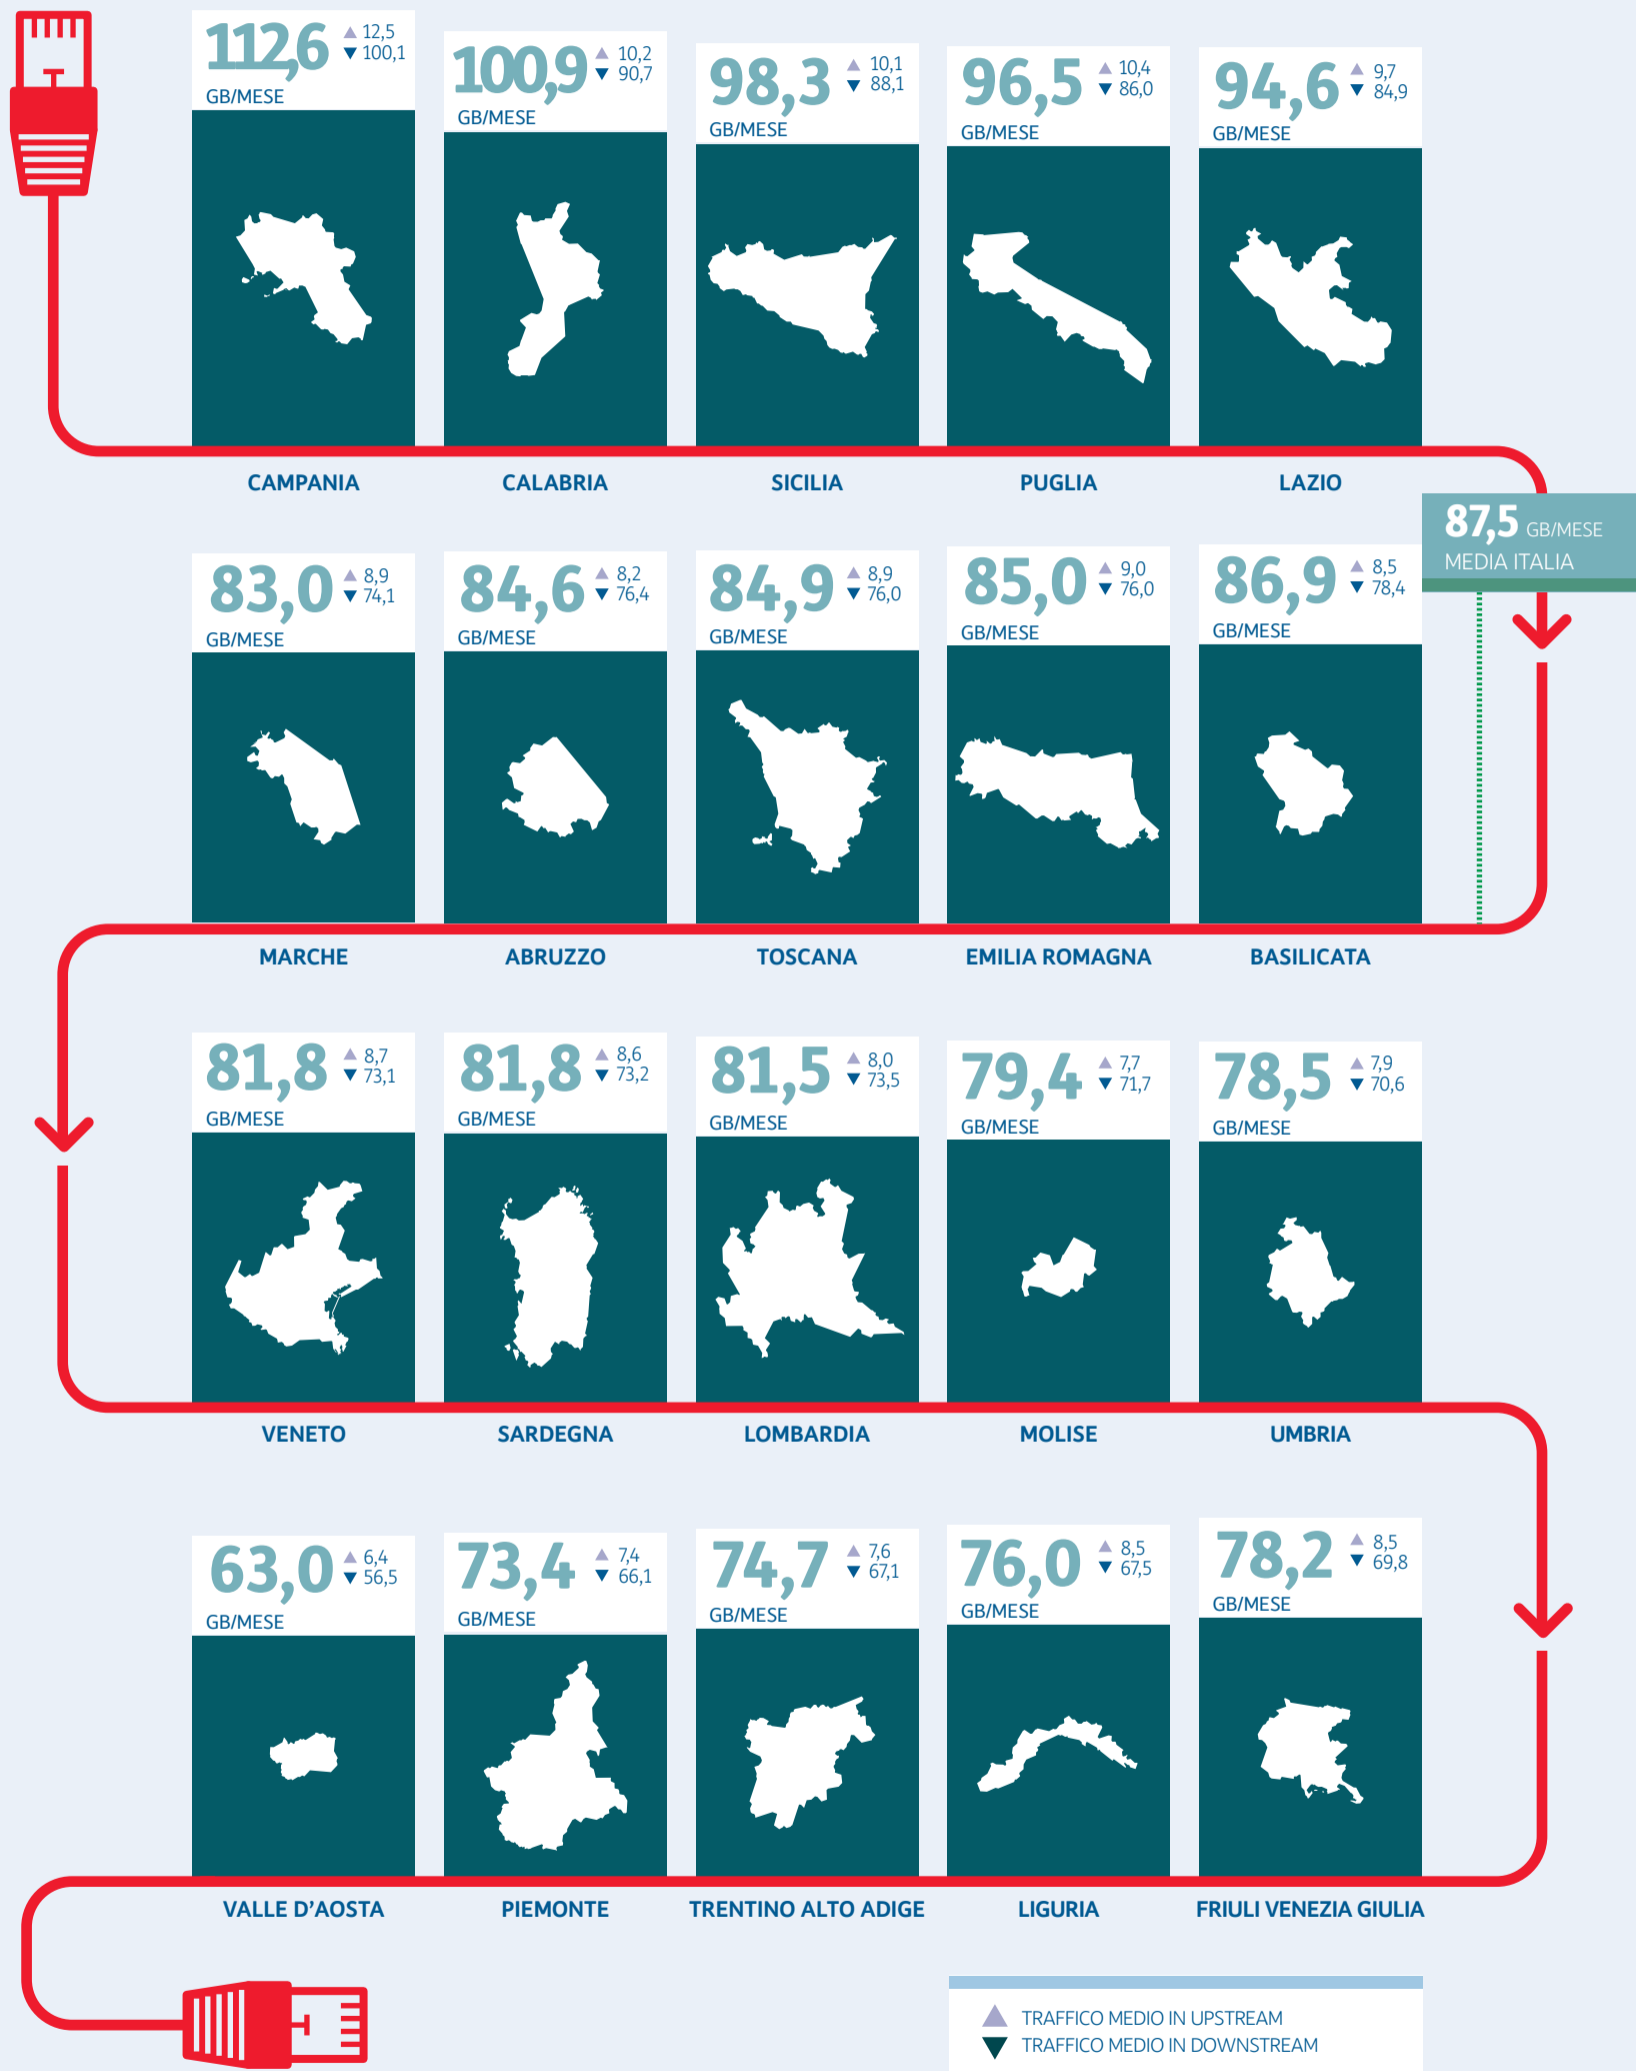 112,6
▲ 12,5
▼ 100,1
GB/MESE
CAMPANIA
100,9
▲ 10,2
▼ 90,7
GB/MESE
CALABRIA
98,3
▲ 10,1
▼ 88,1
GB/MESE
SICILIA
96,5
▲ 10,4
▼ 86,0
GB/MESE
PUGLIA
94,6
▲ 9,7
▼ 84,9
GB/MESE
LAZIO
87,5 GB/MESE
MEDIA ITALIA
83,0
▲ 8,9
▼ 74,1
GB/MESE
MARCHE
84,6
▲ 8,2
▼ 76,4
GB/MESE
ABRUZZO
84,9
▲ 8,9
▼ 76,0
GB/MESE
TOSCANA
85,0
▲ 9,0
▼ 76,0
GB/MESE
EMILIA ROMAGNA
86,9
▲ 8,5
▼ 78,4
GB/MESE
BASILICATA
81,8
▲ 8,7
▼ 73,1
GB/MESE
VENETO
81,8
▲ 8,6
▼ 73,2
GB/MESE
SARDEGNA
81,5
▲ 8,0
▼ 73,5
GB/MESE
LOMBARDIA
79,4
▲ 7,7
▼ 71,7
GB/MESE
MOLISE
78,5
▲ 7,9
▼ 70,6
GB/MESE
UMBRIA
63,0
▲ 6,4
▼ 56,5
GB/MESE
VALLE D’AOSTA
73,4
▲ 7,4
▼ 66,1
GB/MESE
PIEMONTE
74,7
▲ 7,6
▼ 67,1
GB/MESE
TRENTINO ALTO ADIGE
76,0
▲ 8,5
▼ 67,5
GB/MESE
LIGURIA
78,2
▲ 8,5
▼ 69,8
GB/MESE
FRIULI VENEZIA GIULIA
▲ TRAFFICO MEDIO IN UPSTREAM
▼ TRAFFICO MEDIO IN DOWNSTREAM